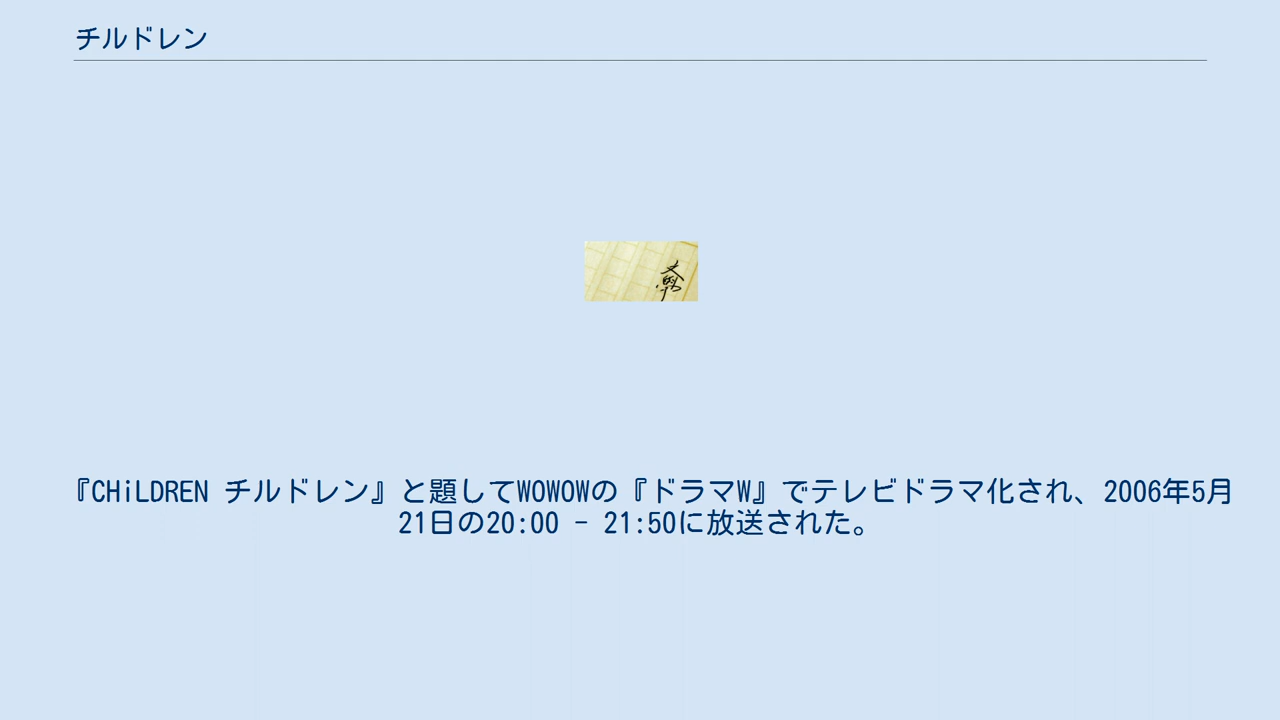 チルドレン
『CHiLDREN チルドレン』と題してWOWOWの『ドラマW』でテレビドラマ化され、2006年5月
21日の20:00 - 21:50に放送された。